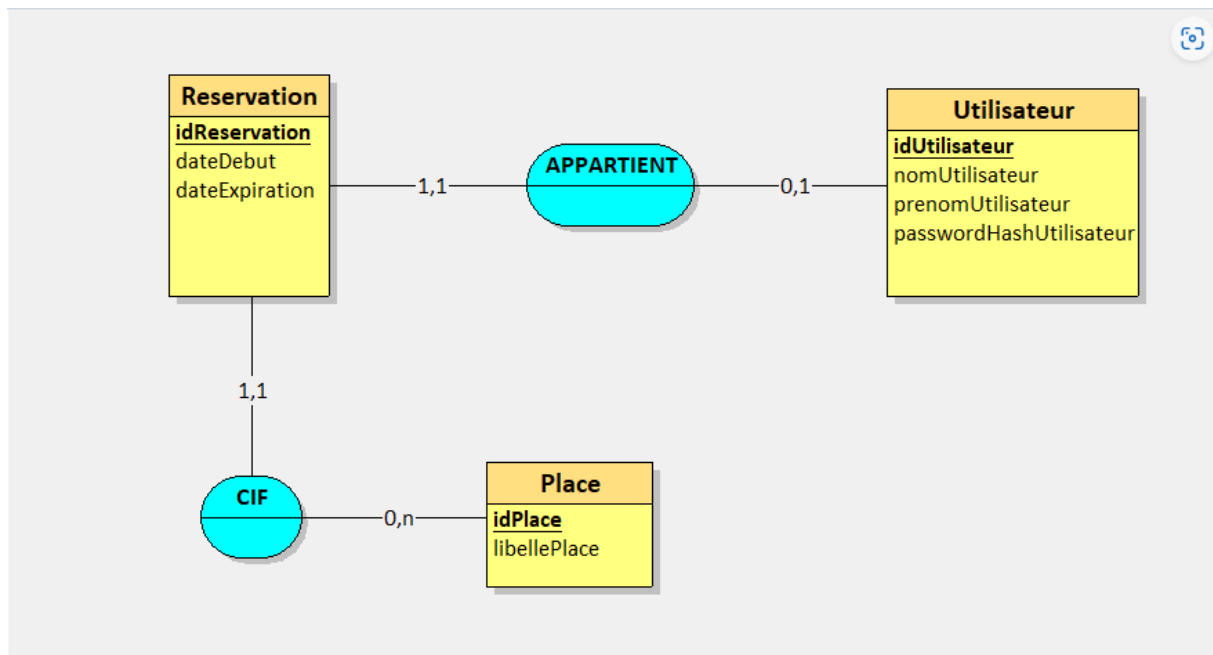 Reservation
idReservation
dateDebut
dateExpiration
1,1
APPARTIENT
0,1
Utilisateur
idUtilisateur
nomUtilisateur
prenomUtilisateur
passwordHashUtilisateur
1,1
CIF
0,n
Place
idPlace
libellePlace